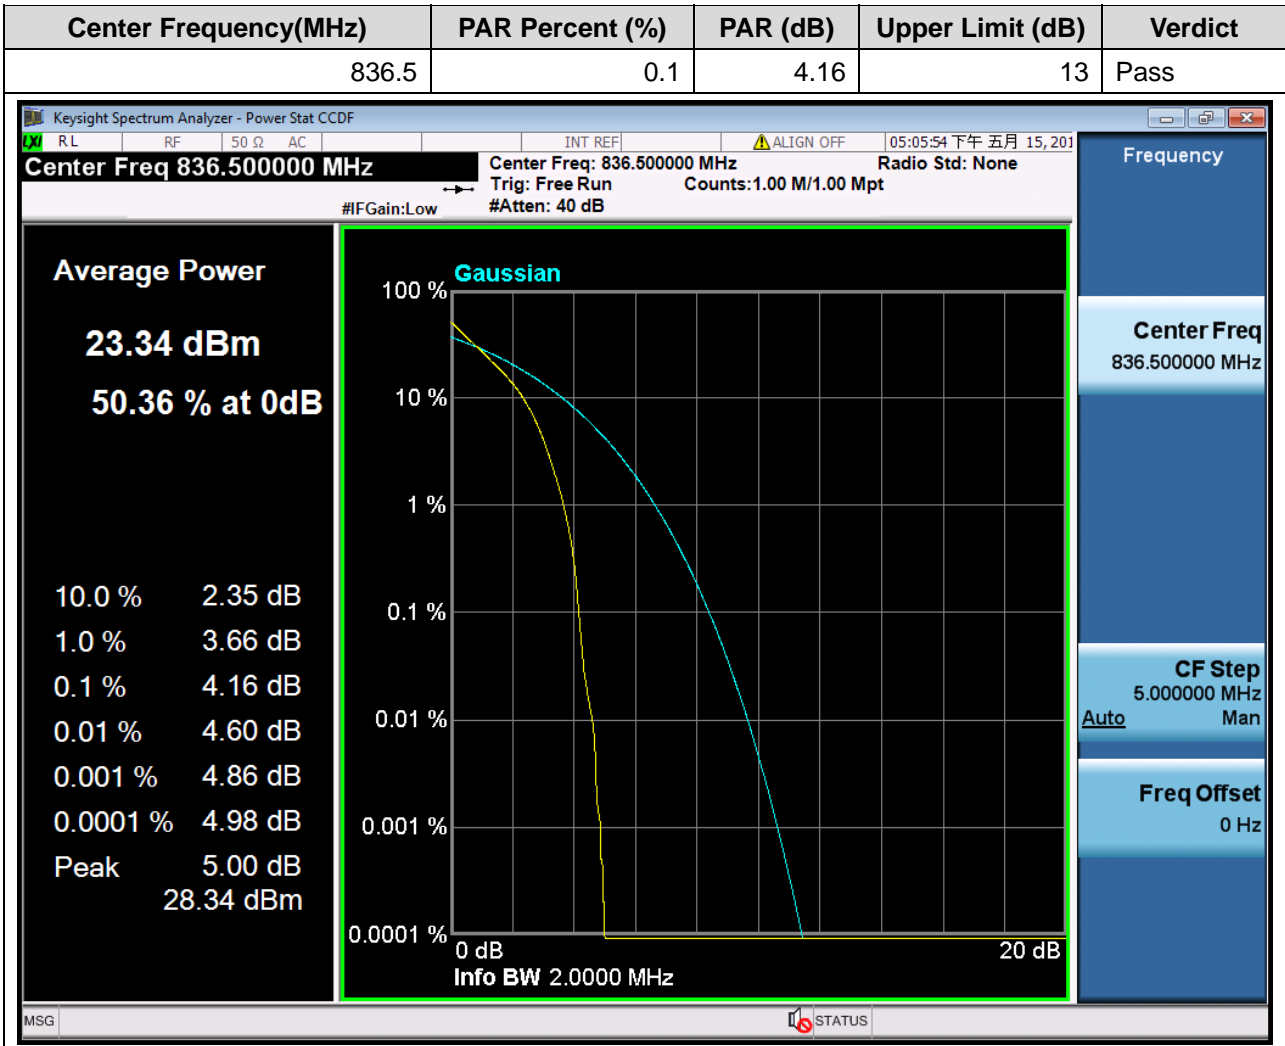 Center Frequency(MHz) PAR Percent (%) PAR (dB) Upper Limit (dB) Verdict
836.5 0.1 4.16 13 Pass
Keysight Spectrum Analyzer - Power Stat CCDF
LXI RL RF 50 Ω AC INT REF ALIGN OFF 05:05:54 下午 五月 15, 201
Center Freq 836.500000 MHz
#IFGain:Low
Center Freq: 836.500000 MHz
Trig: Free Run Counts:1.00 M/1.00 Mpt
#Atten: 40 dB
Radio Std: None
Average Power
23.34 dBm
50.36 % at 0dB
10.0 % 2.35 dB
1.0 % 3.66 dB
0.1 % 4.16 dB
0.01 % 4.60 dB
0.001 % 4.86 dB
0.0001 % 4.98 dB
Peak 5.00 dB
28.34 dBm
Gaussian
100 %
10 %
1 %
0.1 %
0.01 %
0.001 %
0.0001 %
0 dB 20 dB
Info BW 2.0000 MHz
Frequency
Center Freq
836.500000 MHz
CF Step
5.000000 MHz
Auto Man
Freq Offset
0 Hz
MSG STATUS